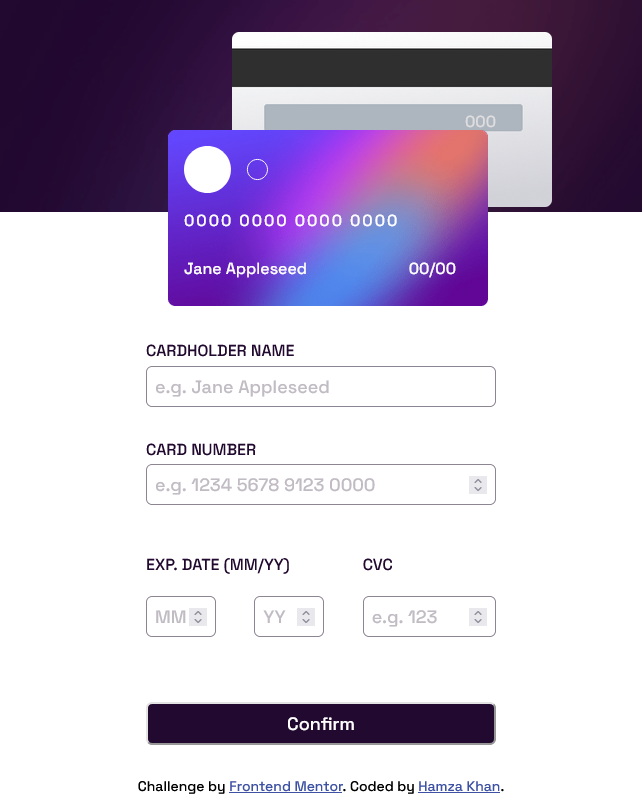 000
0000 0000 0000 0000
Jane Appleseed 00/00
CARDHOLDER NAME
e.g. Jane Appleseed
CARD NUMBER
e.g. 1234 5678 9123 0000
EXP. DATE (MM/YY) CVC
MM YY e.g. 123
Confirm
Challenge by Frontend Mentor. Coded by Hamza Khan.